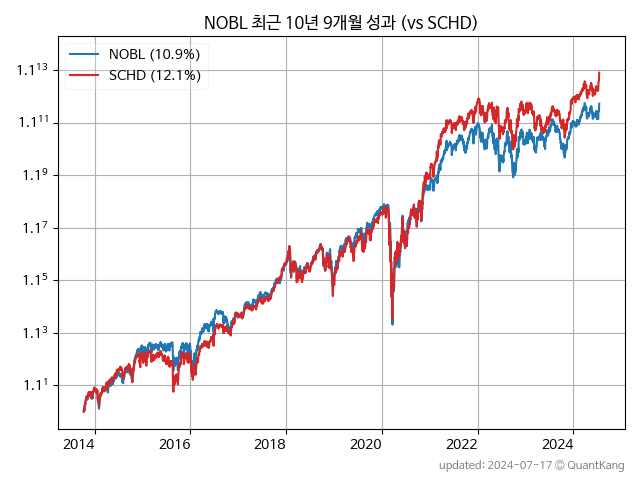 NOBL 최근 10년 9개월 성과 (vs SCHD)
NOBL (10.9%)
SCHD (12.1%)
1.1¹³
1.1¹¹
1.1⁹
1.1⁷
1.1⁵
1.1³
1.1¹
2014 2016 2018 2020 2022 2024
updated: 2024-07-17 © QuantKang